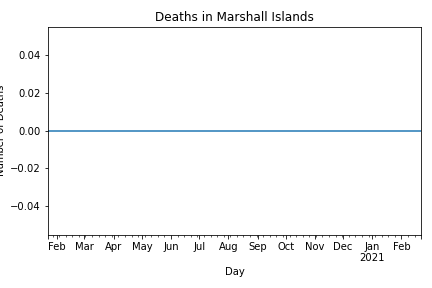 Deaths in Marshall Islands
0.04
0.02
0.00
−0.02
−0.04
Number of Deaths
Feb Mar Apr May Jun Jul Aug Sep Oct Nov Dec Jan Feb
2021
Day